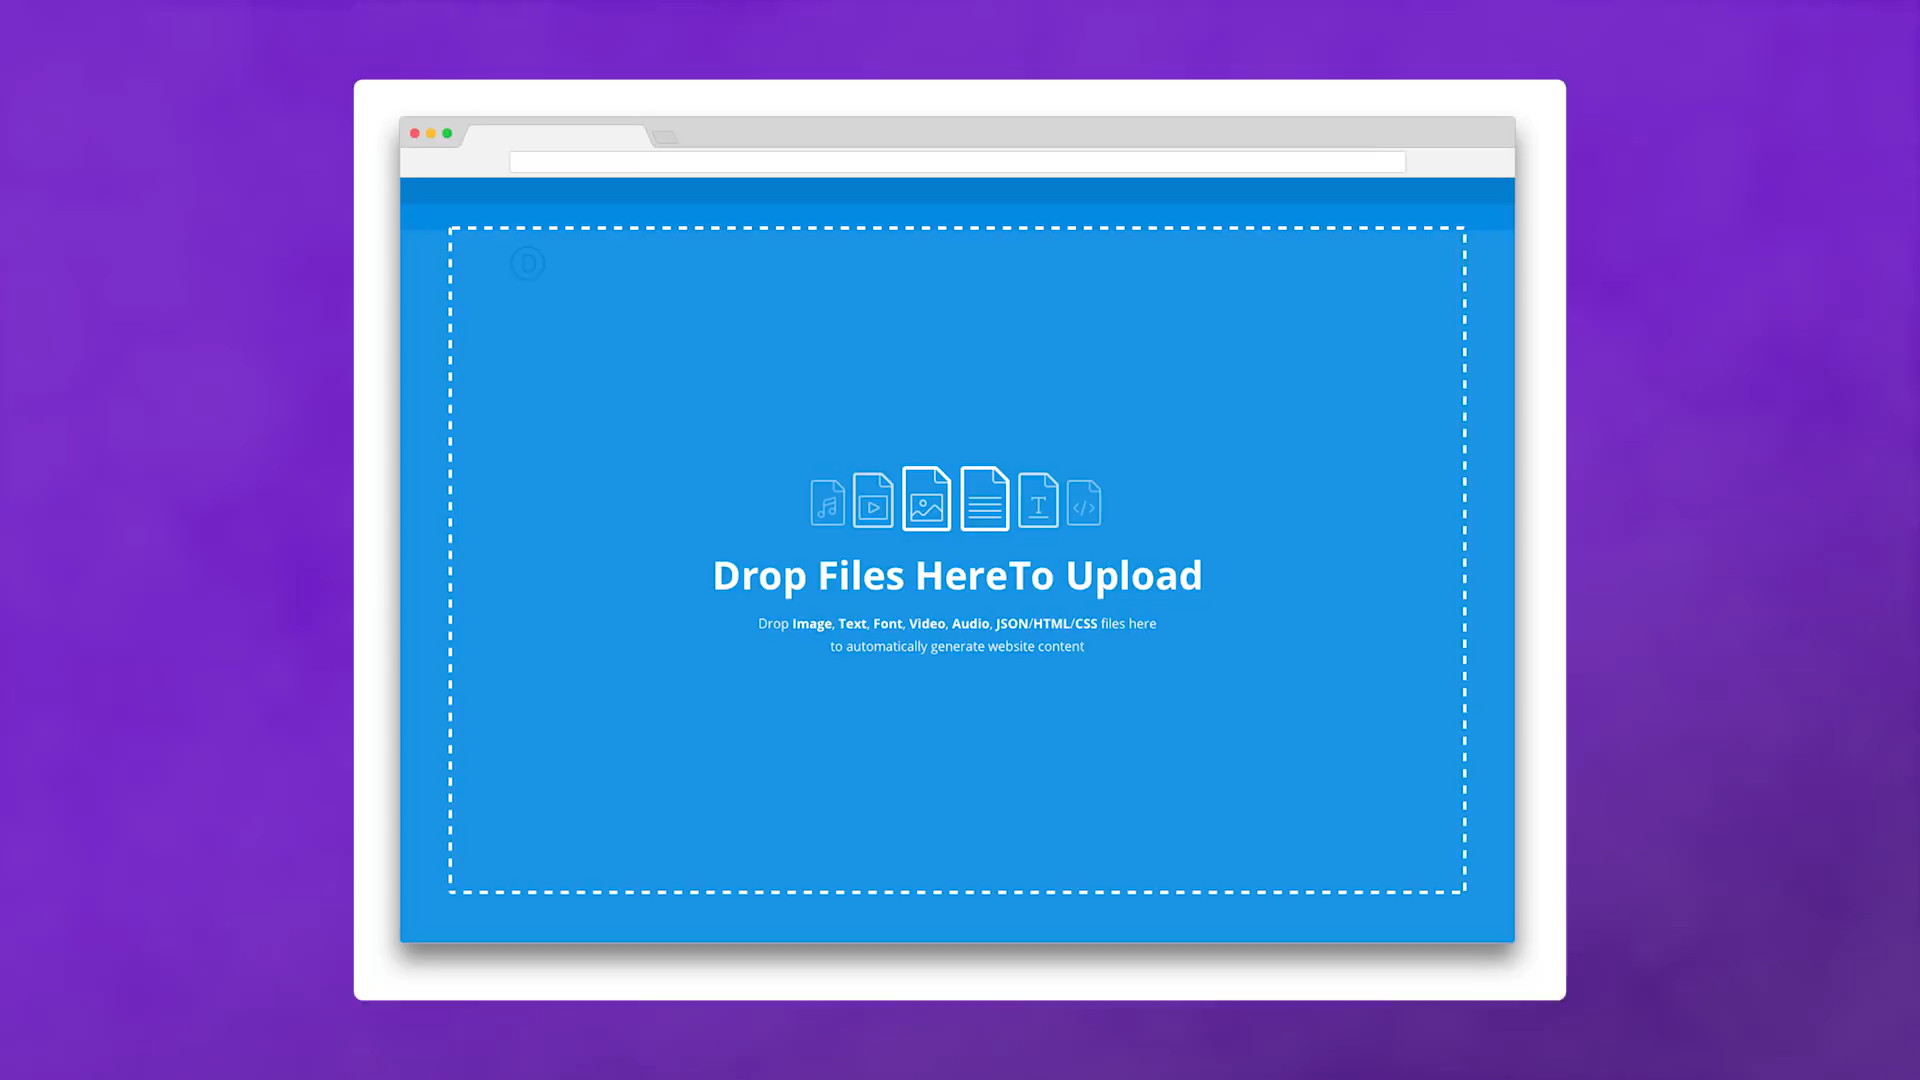 D
T
</>
Drop Files HereTo Upload
Drop Image, Text, Font, Video, Audio, JSON/HTML/CSS files here
to automatically generate website content